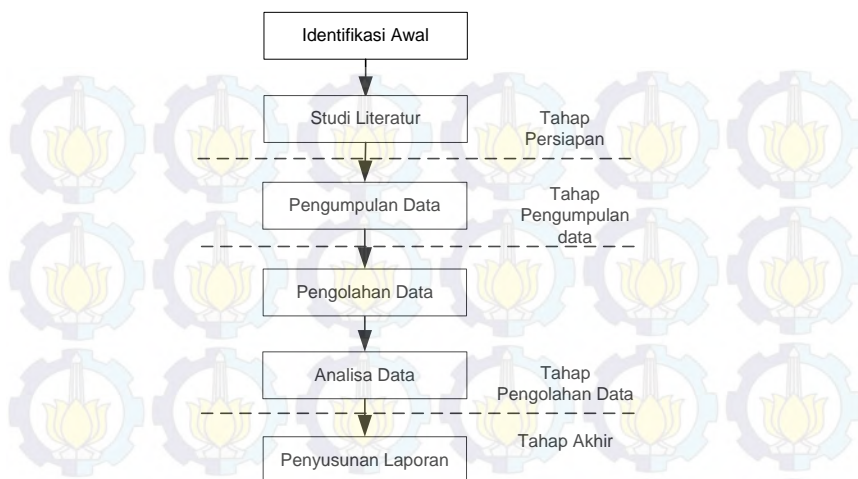 Identifikasi Awal
Studi Literatur
Tahap
Persiapan
Pengumpulan Data
Tahap
Pengumpulan
data
Pengolahan Data
Analisa Data
Tahap
Pengolahan Data
Tahap Akhir
Penyusunan Laporan